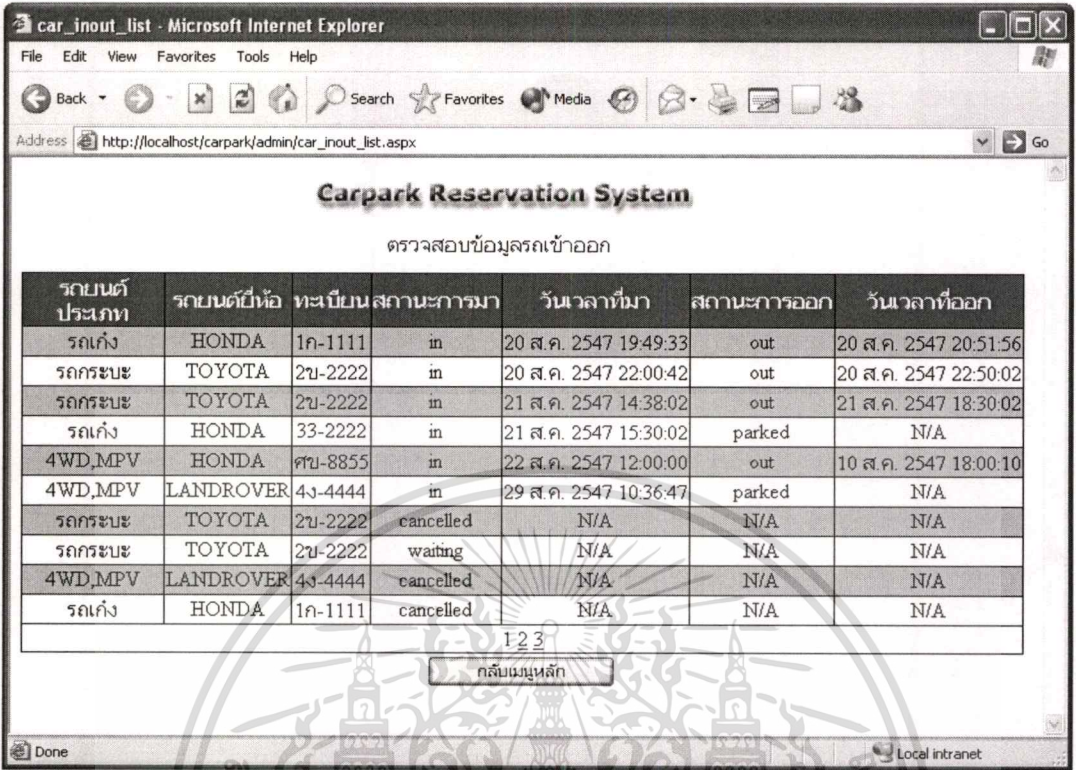 car_inout_list - Microsoft Internet Explorer
File Edit View Favorites Tools Help
Back Search Favorites Media
Address http://localhost/carpark/admin/car_inout_list.aspx Go
Carpark Reservation System
ตรวจสอบข้อมูลรถเข้าออก
รถยนต์ประเภท รถยนต์ยี่ห้อ ทะเบียน สถานะการมา วันเวลาที่มา สถานะการออก วันเวลาที่ออก
รถเก๋ง HONDA 1ก-1111 in 20 ส.ค. 2547 19:49:33 out 20 ส.ค. 2547 20:51:56
รถกระบะ TOYOTA 2ข-2222 in 20 ส.ค. 2547 22:00:42 out 20 ส.ค. 2547 22:50:02
รถกระบะ TOYOTA 2ข-2222 in 21 ส.ค. 2547 14:38:02 out 21 ส.ค. 2547 18:30:02
รถเก๋ง HONDA 33-2222 in 21 ส.ค. 2547 15:30:02 parked N/A
4WD,MPV HONDA ศข-8855 in 22 ส.ค. 2547 12:00:00 out 10 ส.ค. 2547 18:00:10
4WD,MPV LANDROVER 4ง-4444 in 29 ส.ค. 2547 10:36:47 parked N/A
รถกระบะ TOYOTA 2ข-2222 cancelled N/A N/A N/A
รถกระบะ TOYOTA 2ข-2222 waiting N/A N/A N/A
4WD,MPV LANDROVER 4ง-4444 cancelled N/A N/A N/A
รถเก๋ง HONDA 1ก-1111 cancelled N/A N/A N/A
1 2 3
กลับเมนูหลัก
Done Local intranet